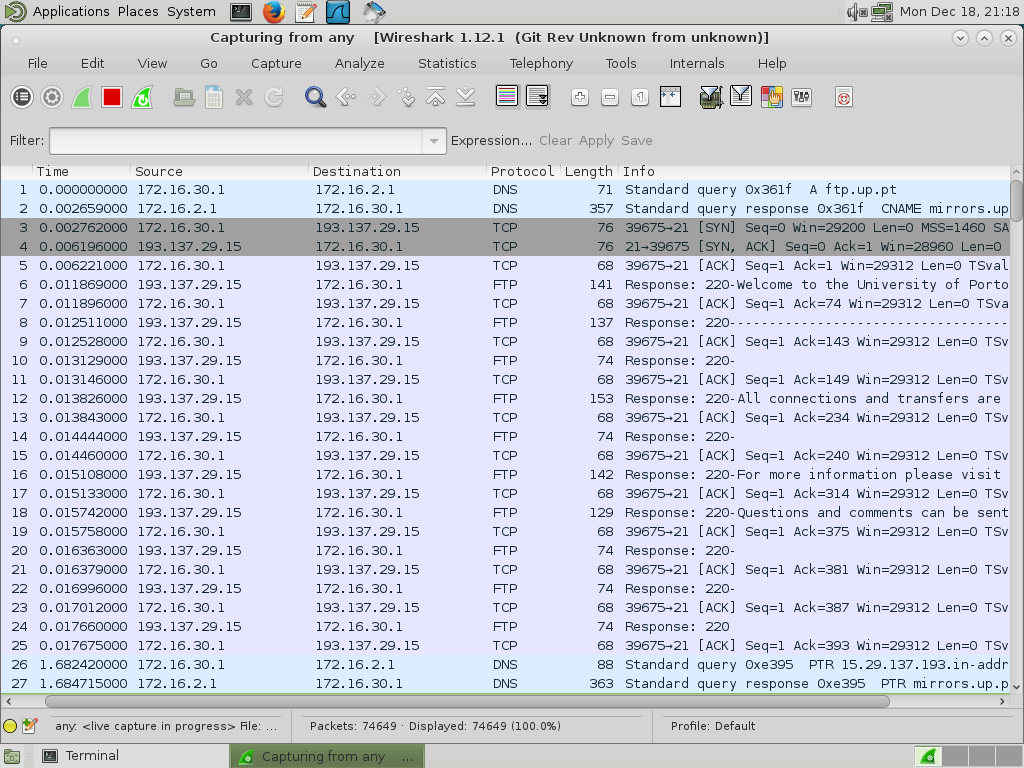 Applications Places System Mon Dec 18, 21:18
Capturing from any [Wireshark 1.12.1 (Git Rev Unknown from unknown)]
File Edit View Go Capture Analyze Statistics Telephony Tools Internals Help
Filter: Expression... Clear Apply Save
Time Source Destination Protocol Length Info
1 0.000000000 172.16.30.1 172.16.2.1 DNS 71 Standard query 0x361f A ftp.up.pt
2 0.002659000 172.16.2.1 172.16.30.1 DNS 357 Standard query response 0x361f CNAME mirrors.up
3 0.002762000 172.16.30.1 193.137.29.15 TCP 76 39675→21 [SYN] Seq=0 Win=29200 Len=0 MSS=1460 SA
4 0.006196000 193.137.29.15 172.16.30.1 TCP 76 21→39675 [SYN, ACK] Seq=0 Ack=1 Win=28960 Len=0
5 0.006221000 172.16.30.1 193.137.29.15 TCP 68 39675→21 [ACK] Seq=1 Ack=1 Win=29312 Len=0 TSval
6 0.011869000 193.137.29.15 172.16.30.1 FTP 141 Response: 220-Welcome to the University of Porto
7 0.011896000 172.16.30.1 193.137.29.15 TCP 68 39675→21 [ACK] Seq=1 Ack=74 Win=29312 Len=0 TSva
8 0.012511000 193.137.29.15 172.16.30.1 FTP 137 Response: 220----------------------------------
9 0.012528000 172.16.30.1 193.137.29.15 TCP 68 39675→21 [ACK] Seq=1 Ack=143 Win=29312 Len=0 TSv
10 0.013129000 193.137.29.15 172.16.30.1 FTP 74 Response: 220-
11 0.013146000 172.16.30.1 193.137.29.15 TCP 68 39675→21 [ACK] Seq=1 Ack=149 Win=29312 Len=0 TSv
12 0.013826000 193.137.29.15 172.16.30.1 FTP 153 Response: 220-All connections and transfers are
13 0.013843000 172.16.30.1 193.137.29.15 TCP 68 39675→21 [ACK] Seq=1 Ack=234 Win=29312 Len=0 TSv
14 0.014444000 193.137.29.15 172.16.30.1 FTP 74 Response: 220-
15 0.014460000 172.16.30.1 193.137.29.15 TCP 68 39675→21 [ACK] Seq=1 Ack=240 Win=29312 Len=0 TSv
16 0.015108000 193.137.29.15 172.16.30.1 FTP 142 Response: 220-For more information please visit
17 0.015133000 172.16.30.1 193.137.29.15 TCP 68 39675→21 [ACK] Seq=1 Ack=314 Win=29312 Len=0 TSv
18 0.015742000 193.137.29.15 172.16.30.1 FTP 129 Response: 220-Questions and comments can be sent
19 0.015758000 172.16.30.1 193.137.29.15 TCP 68 39675→21 [ACK] Seq=1 Ack=375 Win=29312 Len=0 TSv
20 0.016363000 193.137.29.15 172.16.30.1 FTP 74 Response: 220-
21 0.016379000 172.16.30.1 193.137.29.15 TCP 68 39675→21 [ACK] Seq=1 Ack=381 Win=29312 Len=0 TSv
22 0.016996000 193.137.29.15 172.16.30.1 FTP 74 Response: 220-
23 0.017012000 172.16.30.1 193.137.29.15 TCP 68 39675→21 [ACK] Seq=1 Ack=387 Win=29312 Len=0 TSv
24 0.017660000 193.137.29.15 172.16.30.1 FTP 74 Response: 220
25 0.017675000 172.16.30.1 193.137.29.15 TCP 68 39675→21 [ACK] Seq=1 Ack=393 Win=29312 Len=0 TSv
26 1.682420000 172.16.30.1 172.16.2.1 DNS 88 Standard query 0xe395 PTR 15.29.137.193.in-addr
27 1.684715000 172.16.2.1 172.16.30.1 DNS 363 Standard query response 0xe395 PTR mirrors.up.p
any: <live capture in progress> File: ... Packets: 74649 · Displayed: 74649 (100.0%) Profile: Default
Terminal Capturing from any ...